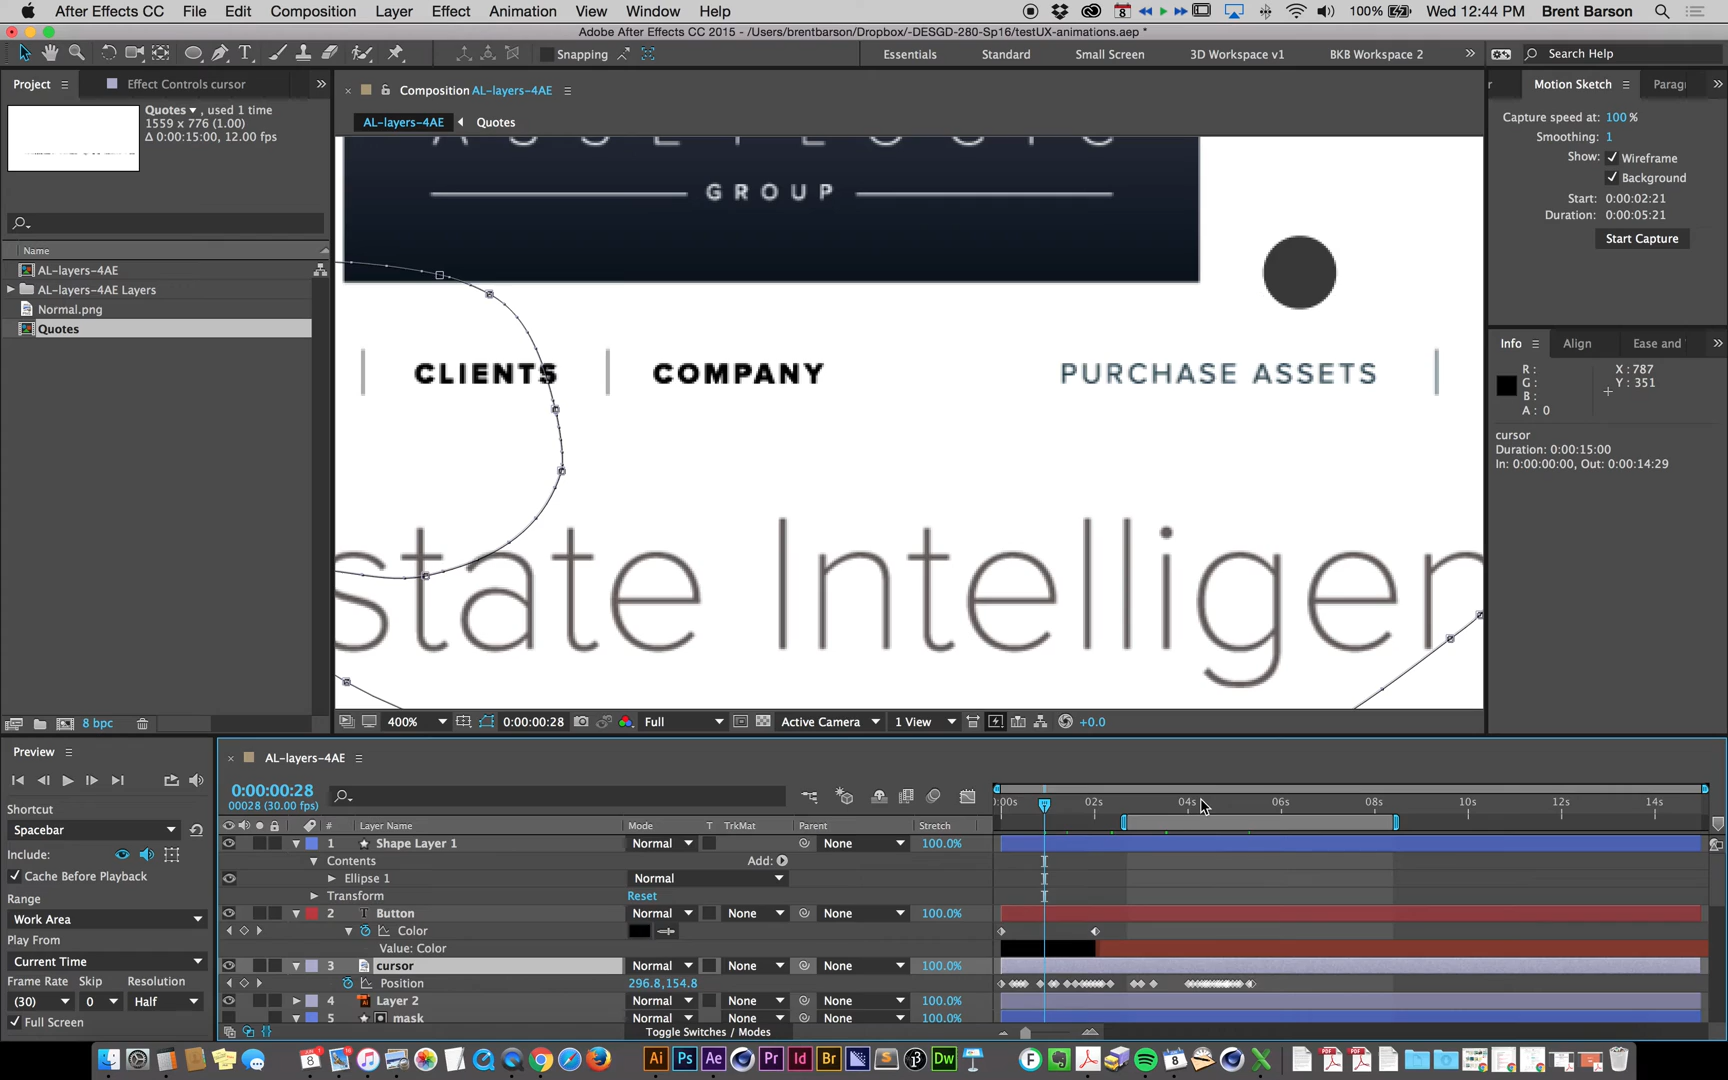 After Effects CC File Edit Composition Layer Effect Animation View Window Help 8 100% Wed 12:44 PM Brent Barson
Adobe After Effects CC 2015 - /Users/brentbarson/Dropbox/-DESGD-280-Sp16/testUX-animations.aep *
Snapping Essentials Standard Small Screen 3D Workspace v1 BKB Workspace 2 Search Help
Project Effect Controls cursor Composition AL-layers-4AE Motion Sketch Parag
Quotes , used 1 time
1559 x 776 (1.00)
Δ 0:00:15:00, 12.00 fps
AL-layers-4AE Quotes
Capture speed at: 100 %
Smoothing: 1
Show: Wireframe
Background
Start: 0:00:02:21
Duration: 0:00:05:21
Start Capture
GROUP
Name
AL-layers-4AE
AL-layers-4AE Layers
Normal.png
Quotes
CLIENTS COMPANY PURCHASE ASSETS
state Intelligen
Info Align Ease and
R: X: 787
G: Y: 351
B:
A: 0
cursor
Duration: 0:00:15:00
In: 0:00:00:00, Out: 0:00:14:29
8 bpc 400% 0:00:00:28 Full Active Camera 1 View +0.0
Preview
Shortcut
Spacebar
Include:
Cache Before Playback
Range
Work Area
Play From
Current Time
Frame Rate Skip Resolution
(30) 0 Half
Full Screen
AL-layers-4AE
0:00:00:28
00028 (30.00 fps)
:00s 02s 04s 06s 08s 10s 12s 14s
# Layer Name Mode T TrkMat Parent Stretch
1 Shape Layer 1 Normal None 100.0%
Contents Add:
Ellipse 1 Normal
Transform Reset
2 T Button Normal None None 100.0%
Color
Value: Color
3 cursor Normal None None 100.0%
Position 296.8,154.8
4 Layer 2 Normal None None 100.0%
5 mask Normal None None 100.0%
Toggle Switches / Modes
8 Ai Ps Ae Pr Id Br S Dw F X PDF PDF